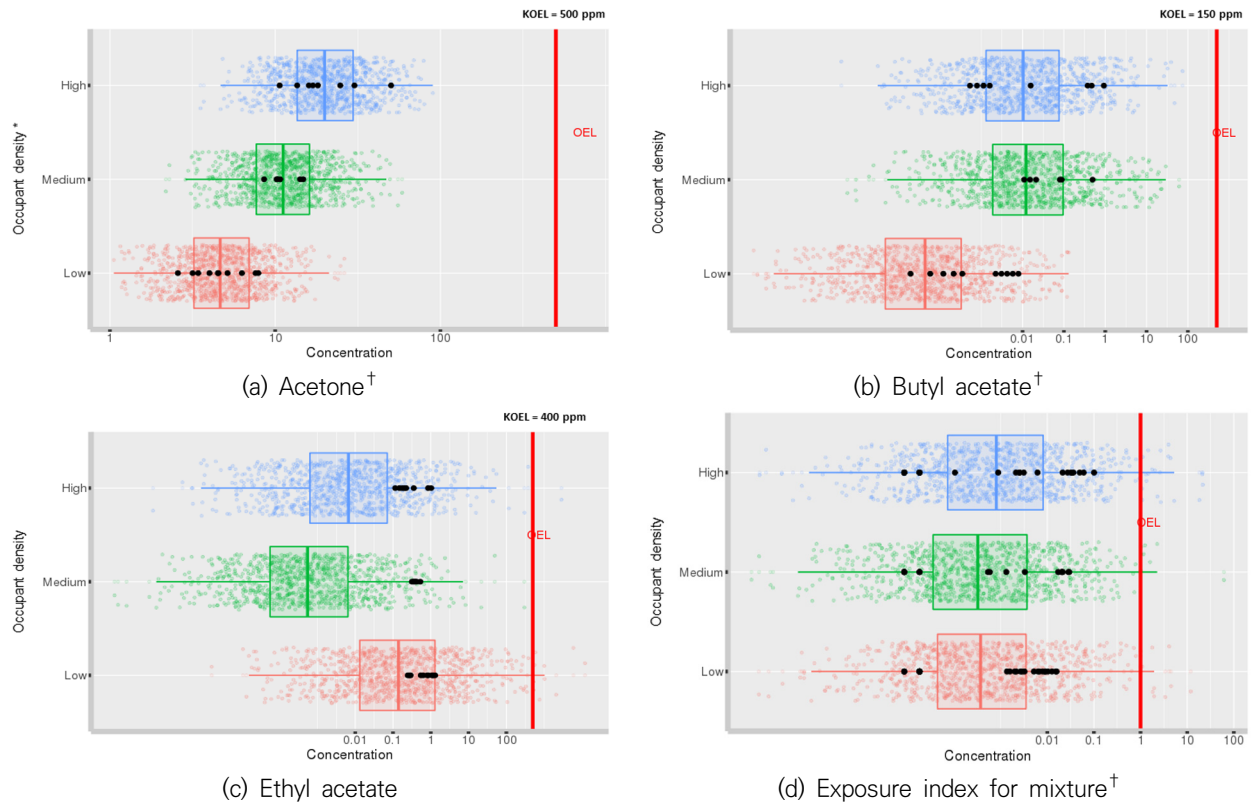 KOEL = 500 ppm
High
Medium
Low
Occupant density *
OEL
1 10 100
Concentration
(a) Acetone†
KOEL = 150 ppm
High
Medium
Low
Occupant density
OEL
0.01 0.1 1 10 100
Concentration
(b) Butyl acetate†
KOEL = 400 ppm
High
Medium
Low
Occupant density
OEL
0.01 0.1 1 10 100
Concentration
(c) Ethyl acetate
High
Medium
Low
Occupant density
OEL
0.01 0.1 1 10 100
Concentration
(d) Exposure index for mixture†